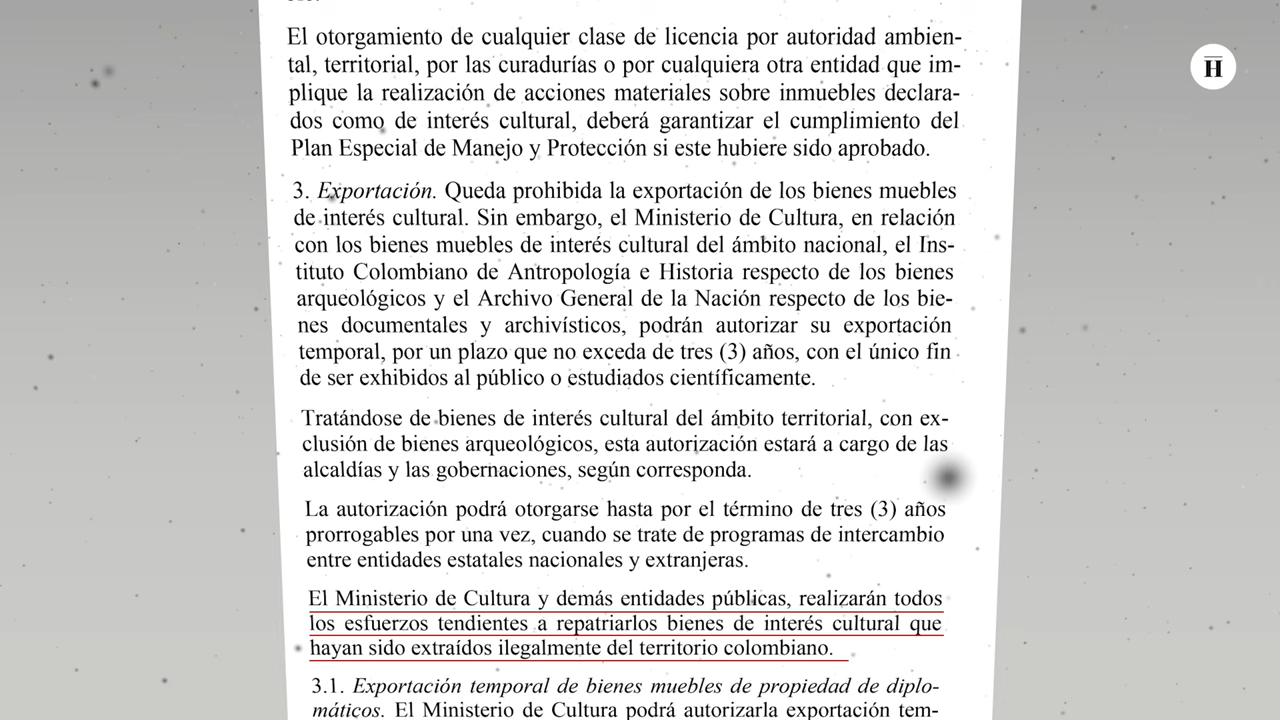 El otorgamiento de cualquier clase de licencia por autoridad ambien-
tal, territorial, por las curadurías o por cualquiera otra entidad que im-
plique la realización de acciones materiales sobre inmuebles declara-
dos como de interés cultural, deberá garantizar el cumplimiento del
Plan Especial de Manejo y Protección si este hubiere sido aprobado.
3. Exportación. Queda prohibida la exportación de los bienes muebles
de interés cultural. Sin embargo, el Ministerio de Cultura, en relación
con los bienes muebles de interés cultural del ámbito nacional, el Ins-
tituto Colombiano de Antropología e Historia respecto de los bienes
arqueológicos y el Archivo General de la Nación respecto de los bie-
nes documentales y archivísticos, podrán autorizar su exportación
temporal, por un plazo que no exceda de tres (3) años, con el único fin
de ser exhibidos al público o estudiados científicamente.
Tratándose de bienes de interés cultural del ámbito territorial, con ex-
clusión de bienes arqueológicos, esta autorización estará a cargo de las
alcaldías y las gobernaciones, según corresponda.
La autorización podrá otorgarse hasta por el término de tres (3) años
prorrogables por una vez, cuando se trate de programas de intercambio
entre entidades estatales nacionales y extranjeras.
El Ministerio de Cultura y demás entidades públicas, realizarán todos
los esfuerzos tendientes a repatriarlos bienes de interés cultural que
hayan sido extraídos ilegalmente del territorio colombiano.
3.1. Exportación temporal de bienes muebles de propiedad de diplo-
máticos. El Ministerio de Cultura podrá autorizarla exportación tem-
H